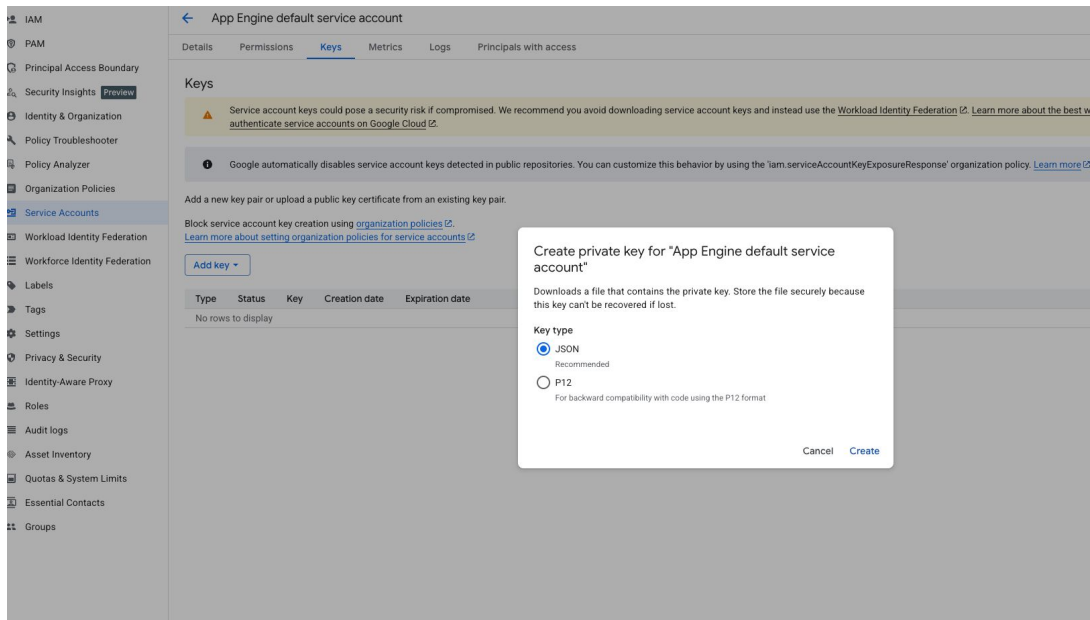 IAM
PAM
Principal Access Boundary
Security Insights Preview
Identity & Organization
Policy Troubleshooter
Policy Analyzer
Organization Policies
Service Accounts
Workload Identity Federation
Workforce Identity Federation
Labels
Tags
Settings
Privacy & Security
Identity-Aware Proxy
Roles
Audit logs
Asset Inventory
Quotas & System Limits
Essential Contacts
Groups
App Engine default service account
Details Permissions Keys Metrics Logs Principals with access
Keys
Service account keys could pose a security risk if compromised. We recommend you avoid downloading service account keys and instead use the Workload Identity Federation. Learn more about the best w
authenticate service accounts on Google Cloud.
Google automatically disables service account keys detected in public repositories. You can customize this behavior by using the 'iam.serviceAccountKeyExposureResponse' organization policy. Learn more
Add a new key pair or upload a public key certificate from an existing key pair.
Block service account key creation using organization policies.
Learn more about setting organization policies for service accounts
Add key
Type Status Key Creation date Expiration date
No rows to display
Create private key for "App Engine default service
account"
Downloads a file that contains the private key. Store the file securely because
this key can't be recovered if lost.
Key type
JSON
Recommended
P12
For backward compatibility with code using the P12 format
Cancel Create